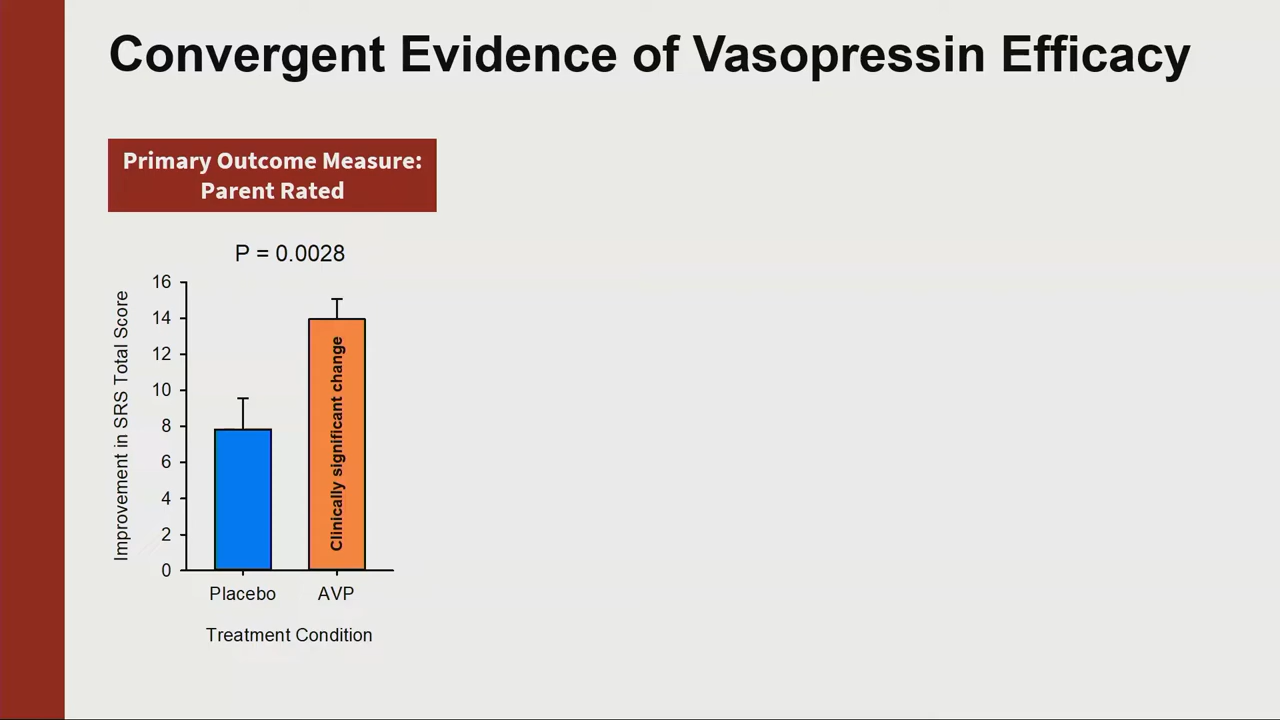 Convergent Evidence of Vasopressin Efficacy
Primary Outcome Measure:
Parent Rated
P = 0.0028
Improvement in SRS Total Score
16
14
12
10
8
6
4
2
0
Clinically significant change
Placebo AVP
Treatment Condition